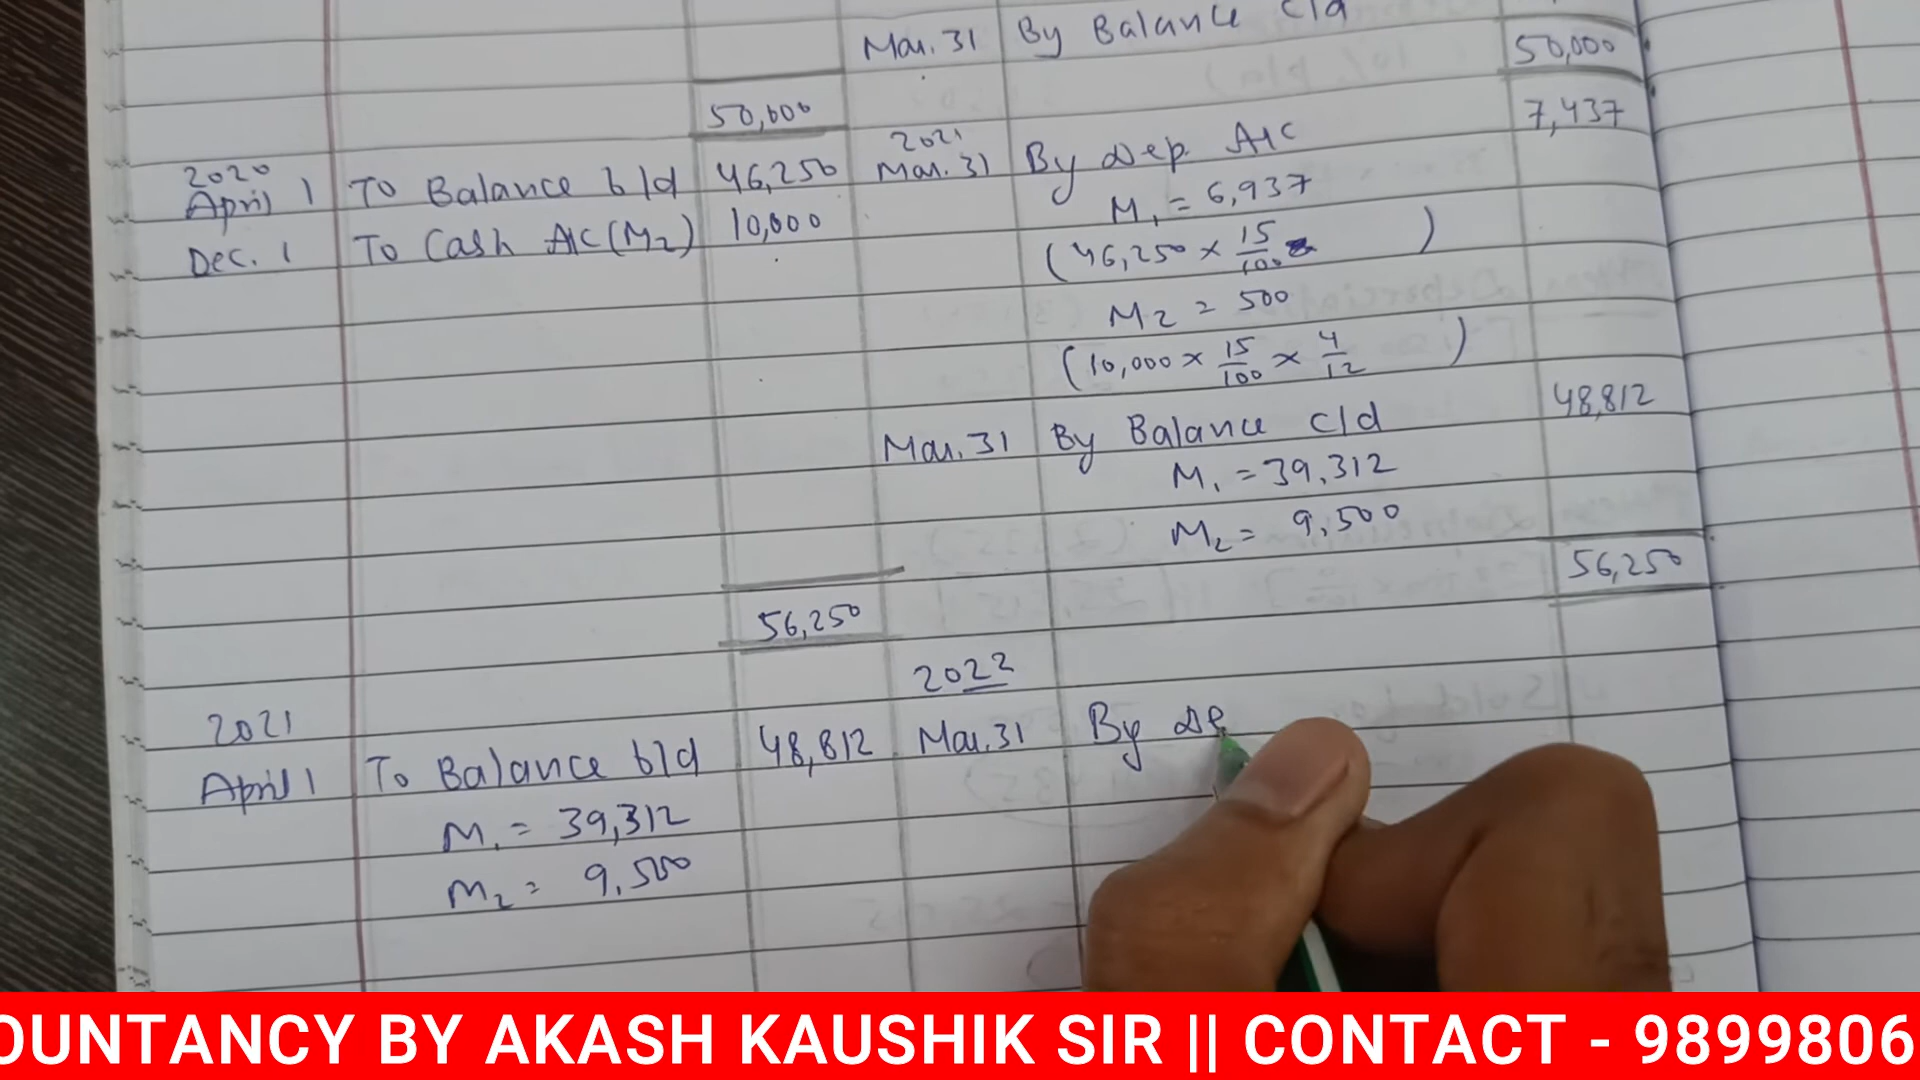 Mar. 31 By Balance c/d
50,000
50,000
2020 2021 7,437
April 1 To Balance b/d 46,250 Mar. 31 By Dep. A/C
Dec. 1 To Cash A/C (M2) 10,000 M1 = 6,937
(46,250 × 15/100)
M2 = 500
(10,000 × 15/100 × 4/12)
Mar. 31 By Balance c/d 48,812
M1 = 39,312
M2 = 9,500
56,250 56,250
2021 2022
April 1 To Balance b/d 48,812 Mar. 31 By De
M1 = 39,312
M2 = 9,500
OUNTANCY BY AKASH KAUSHIK SIR || CONTACT - 9899806